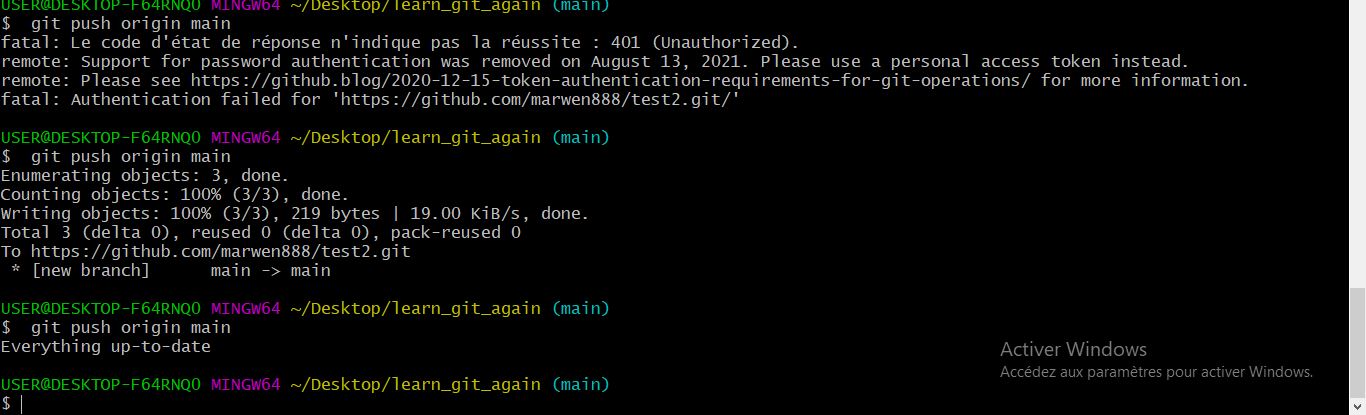 USER@DESKTOP-F64RNQO MINGW64 ~/Desktop/learn_git_again (main)
$  git push origin main
fatal: Le code d'état de réponse n'indique pas la réussite : 401 (Unauthorized).
remote: Support for password authentication was removed on August 13, 2021. Please use a personal access token instead.
remote: Please see https://github.blog/2020-12-15-token-authentication-requirements-for-git-operations/ for more information.
fatal: Authentication failed for 'https://github.com/marwen888/test2.git/'
USER@DESKTOP-F64RNQO MINGW64 ~/Desktop/learn_git_again (main)
$  git push origin main
Enumerating objects: 3, done.
Counting objects: 100% (3/3), done.
Writing objects: 100% (3/3), 219 bytes | 19.00 KiB/s, done.
Total 3 (delta 0), reused 0 (delta 0), pack-reused 0
To https://github.com/marwen888/test2.git
 * [new branch]      main -> main
USER@DESKTOP-F64RNQO MINGW64 ~/Desktop/learn_git_again (main)
$  git push origin main
Everything up-to-date
USER@DESKTOP-F64RNQO MINGW64 ~/Desktop/learn_git_again (main)
$
Activer Windows
Accédez aux paramètres pour activer Windows.